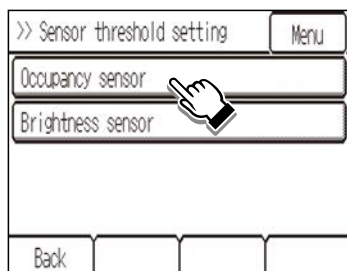 >> Sensor threshold setting
Menu
Occupancy sensor
Brightness sensor
Back